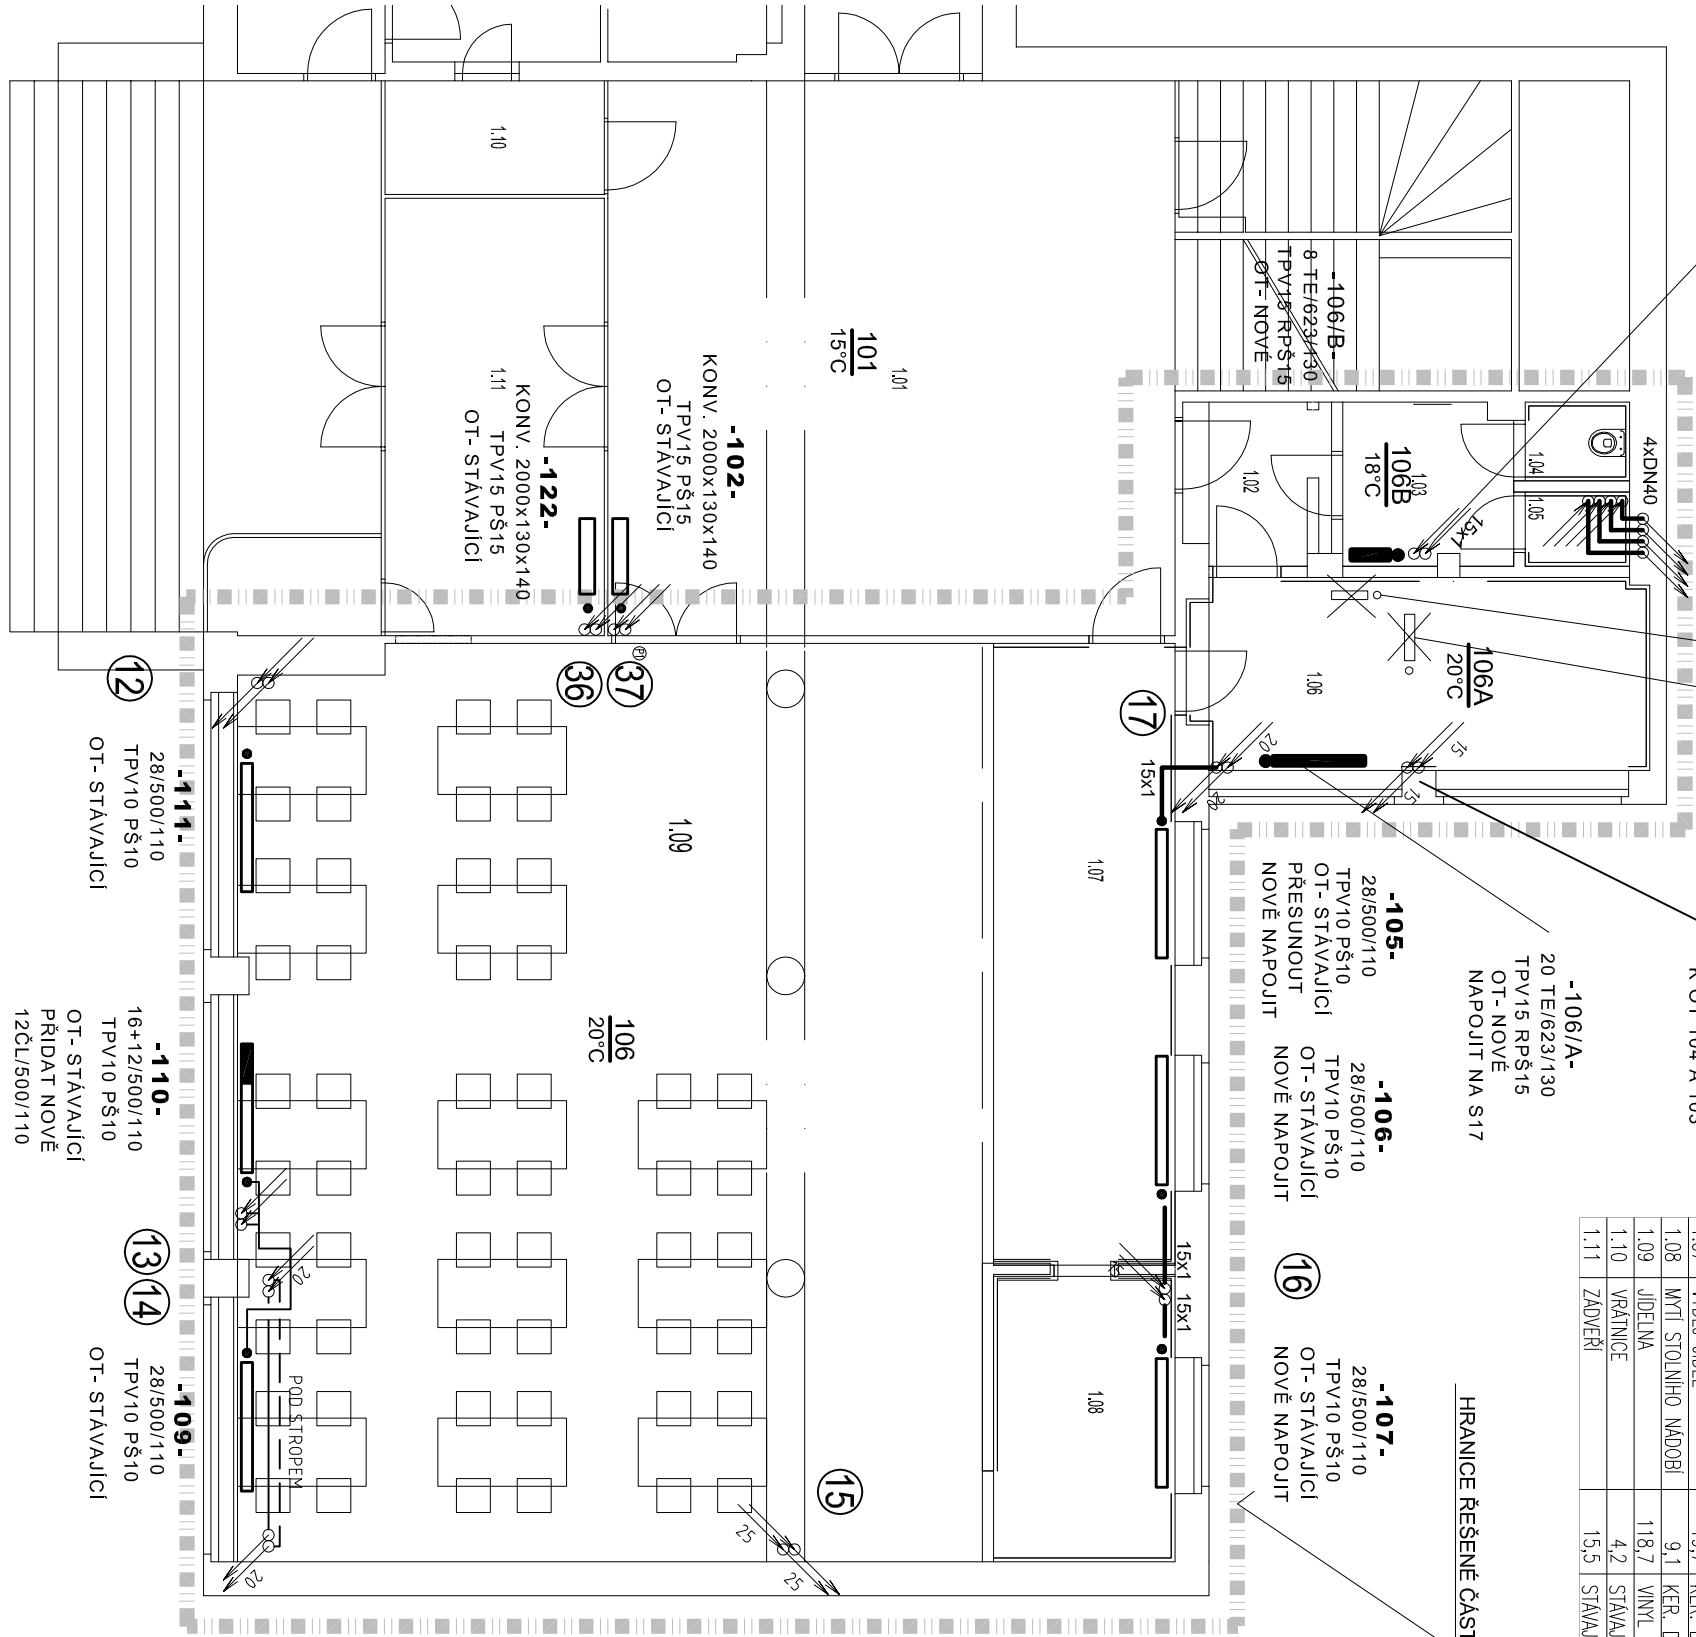 1.10
101
15°C
1.01
-102-
KONV. 2000x130x140
TPV15 PŠ15
OT- STÁVAJÍCÍ
-122-
KONV. 2000x130x140
1.11
TPV15 PŠ15
OT- STÁVAJÍCÍ
-106/B-
8 TE/623/130
TPV15 RPŠ15
OT- NOVÉ
106B
18°C
1.03
1.02
1.04
1.05
4xDN40
15x1
106A
20°C
1.06
20
20
15
15
17
15x1
36
37
PD
12
-111-
28/500/110
TPV10 PŠ10
OT- STÁVAJÍCÍ
1.09
1.07
-105-
28/500/110
TPV10 PŠ10
OT- STÁVAJÍCÍ
PŘESUNOUT
NOVĚ NAPOJIT
-106/A-
20 TE/623/130
TPV15 RPŠ15
OT- NOVÉ
NAPOJIT NA S17
106
20°C
-106-
28/500/110
TPV10 PŠ10
OT- STÁVAJÍCÍ
NOVĚ NAPOJIT
-110-
16+12/500/110
TPV10 PŠ10
OT- STÁVAJÍCÍ
PŘIDAT NOVĚ
12ČL/500/110
13
14
20
POD STROPEM
20
-109-
28/500/110
TPV10 PŠ10
OT- STÁVAJÍCÍ
15x1
15x1
16
1.08
-107-
28/500/110
TPV10 PŠ10
OT- STÁVAJÍCÍ
NOVĚ NAPOJIT
15
25
25
1.08 MYTÍ STOLNÍHO NÁDOBÍ 9,1 KER.
1.09 JÍDELNA 118,7 VINYL
1.10 VRÁTNICE 4,2 STÁVAJ
1.11 ZÁDVEŘÍ 15,5 STÁVAJ
HRANICE ŘEŠENÉ ČÁST